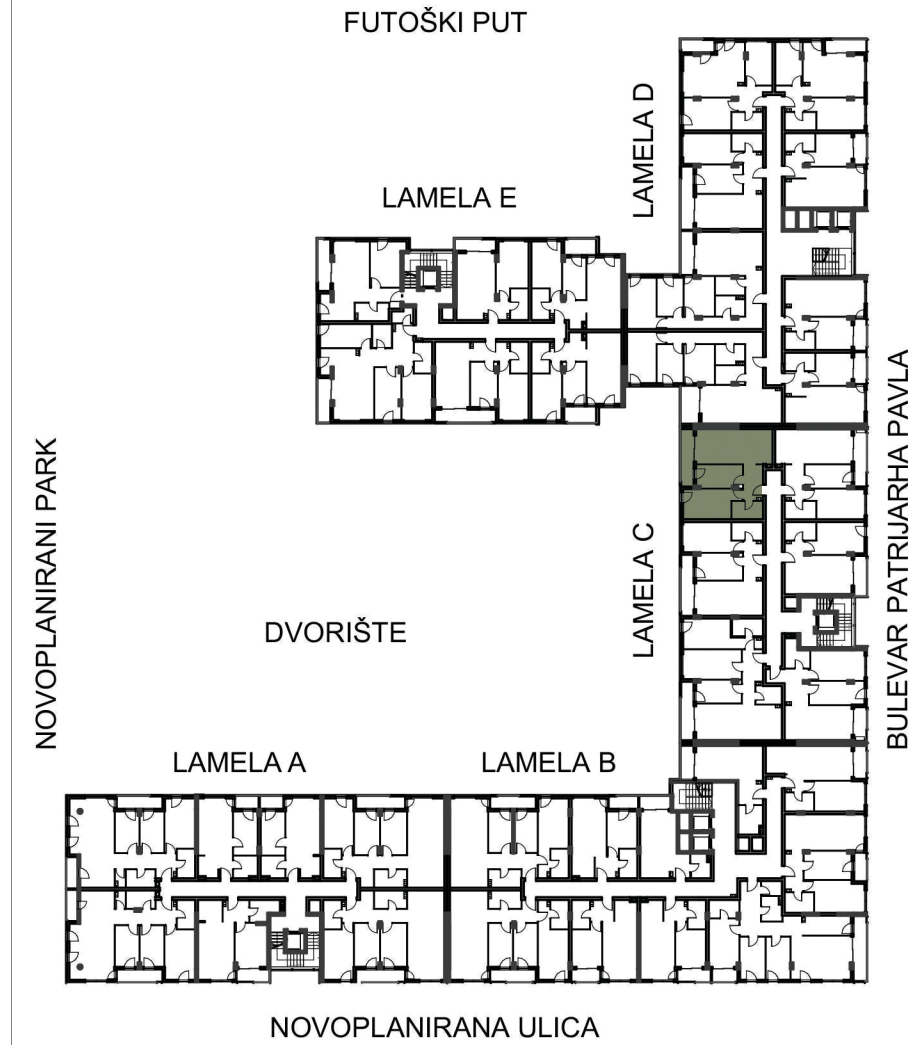 FUTOŠKI PUT
LAMELA D
LAMELA E
NOVOPLANIRANI PARK
BULEVAR PATRIJARHA PAVLA
LAMELA C
DVORIŠTE
LAMELA A
LAMELA B
NOVOPLANIRANA ULICA